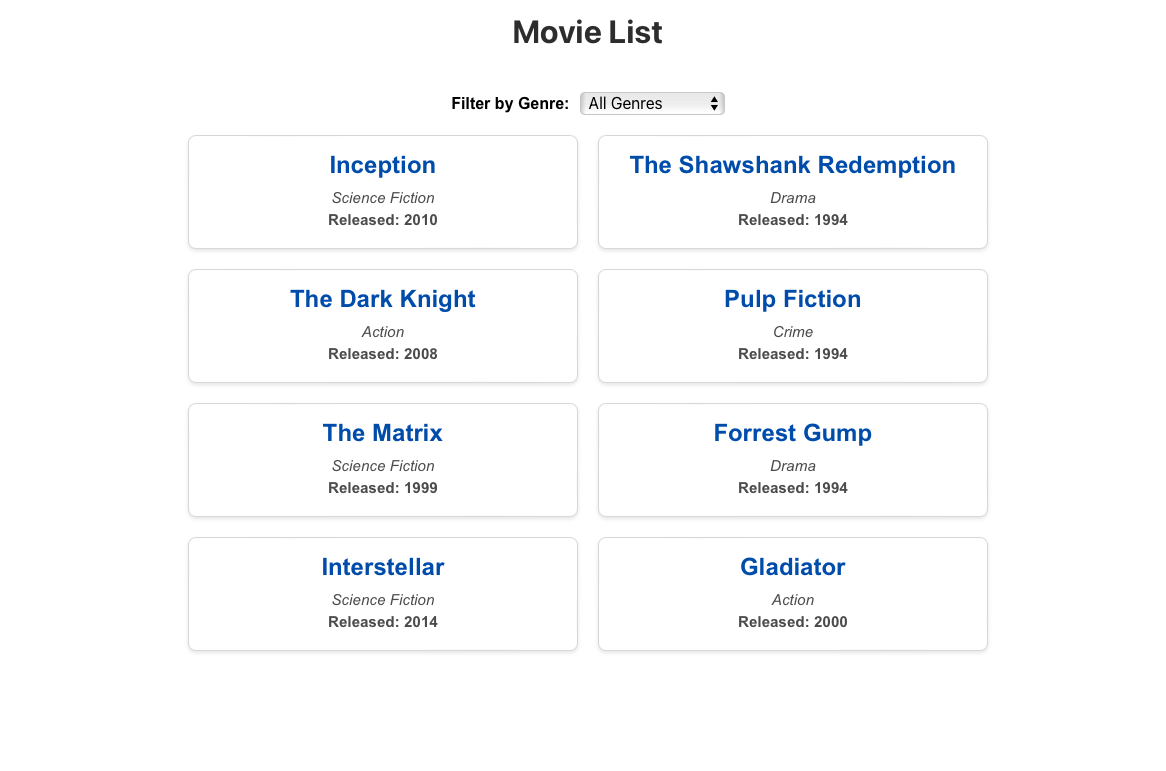 Movie List
Filter by Genre: All Genres
Inception
Science Fiction
Released: 2010
The Shawshank Redemption
Drama
Released: 1994
The Dark Knight
Action
Released: 2008
Pulp Fiction
Crime
Released: 1994
The Matrix
Science Fiction
Released: 1999
Forrest Gump
Drama
Released: 1994
Interstellar
Science Fiction
Released: 2014
Gladiator
Action
Released: 2000